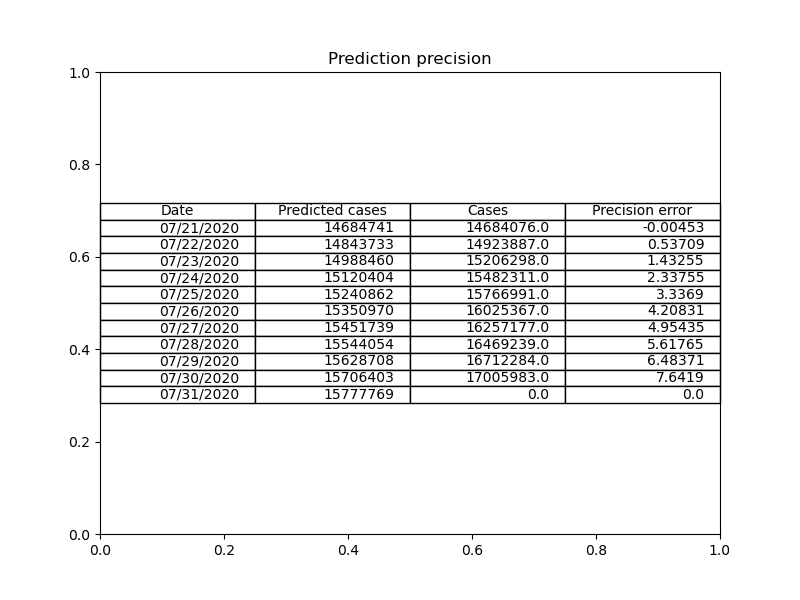 Prediction precision
1.0
0.8
Date Predicted cases Cases Precision error
07/21/2020 14684741 14684076.0 -0.00453
07/22/2020 14843733 14923887.0 0.53709
0.6
07/23/2020 14988460 15206298.0 1.43255
07/24/2020 15120404 15482311.0 2.33755
07/25/2020 15240862 15766991.0 3.3369
07/26/2020 15350970 16025367.0 4.20831
07/27/2020 15451739 16257177.0 4.95435
07/28/2020 15544054 16469239.0 5.61765
0.4
07/29/2020 15628708 16712284.0 6.48371
07/30/2020 15706403 17005983.0 7.6419
07/31/2020 15777769 0.0 0.0
0.2
0.0
0.0 0.2 0.4 0.6 0.8 1.0